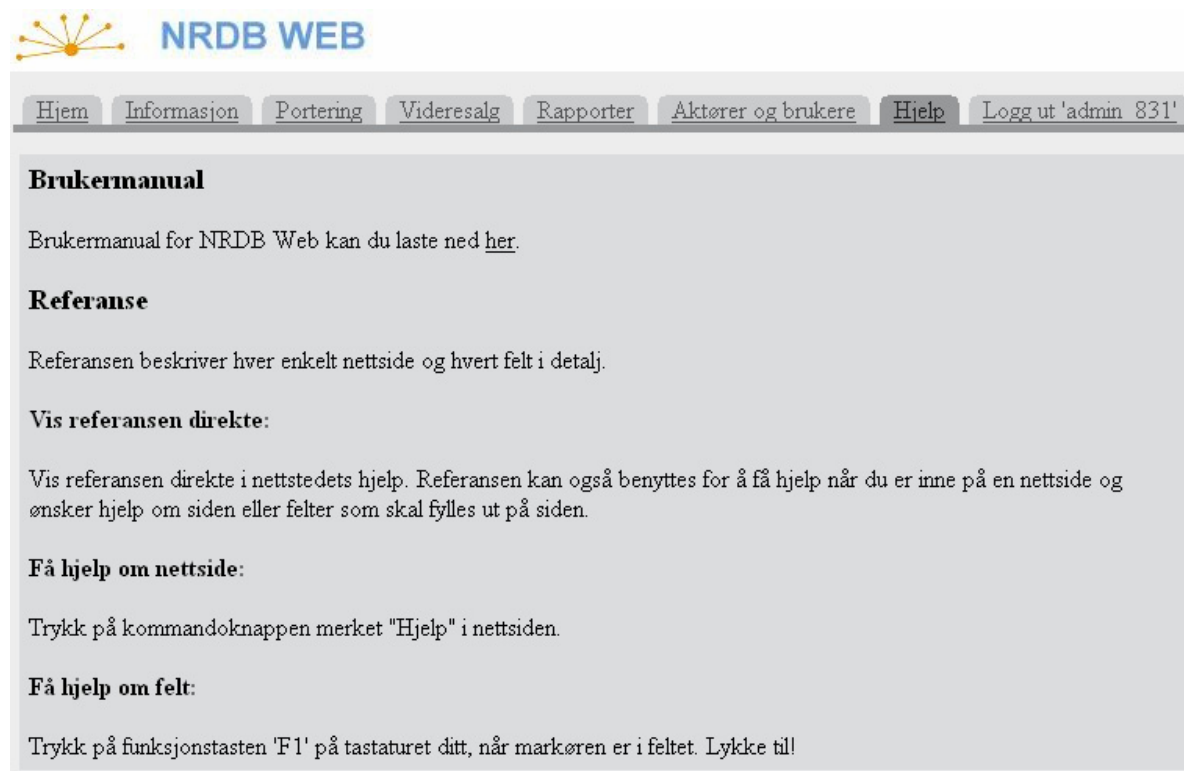 NRDB WEB
Hjem Informasjon Portering Videresalg Rapporter Aktører og brukere Hjelp Logg ut 'admin_831'
Brukermanual
Brukermanual for NRDB Web kan du laste ned her.
Referanse
Referansen beskriver hver enkelt nettside og hvert felt i detalj.
Vis referansen direkte:
Vis referansen direkte i nettstedets hjelp. Referansen kan også benyttes for å få hjelp når du er inne på en nettside og
ønsker hjelp om siden eller felter som skal fylles ut på siden.
Få hjelp om nettside:
Trykk på kommandoknappen merket "Hjelp" i nettsiden.
Få hjelp om felt:
Trykk på funksjonstasten 'F1' på tastaturet ditt, når markøren er i feltet. Lykke til!